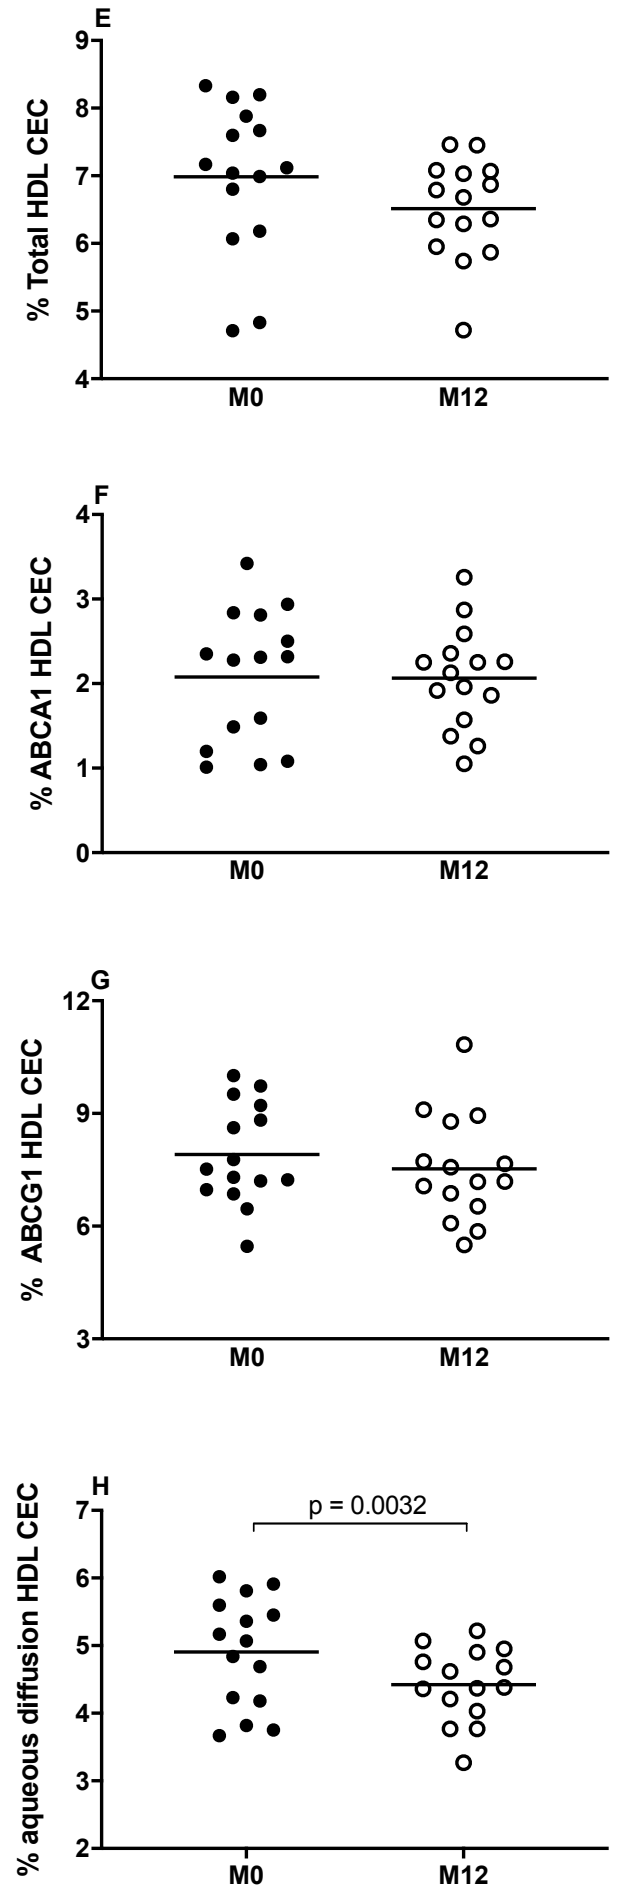 E
9
8
7
6
5
4
% Total HDL CEC
M0 M12
F
4
3
2
1
0
% ABCA1 HDL CEC
M0 M12
G
12
9
6
3
% ABCG1 HDL CEC
M0 M12
H
p = 0.0032
7
6
5
4
3
2
% aqueous diffusion HDL CEC
M0 M12